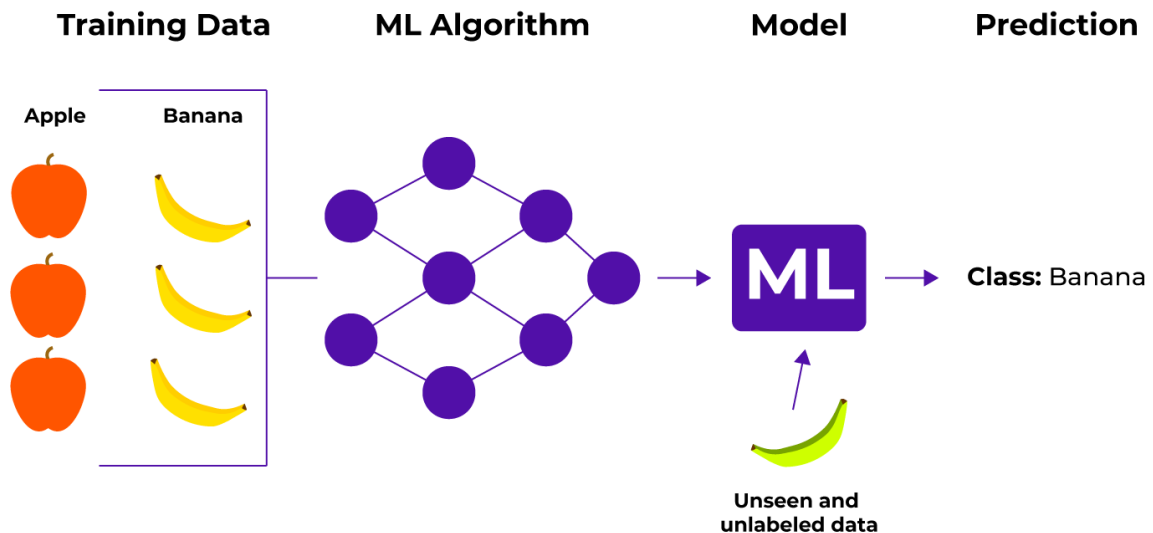 Training Data
ML Algorithm
Model
Prediction
Apple
Banana
ML
Class: Banana
Unseen and
unlabeled data